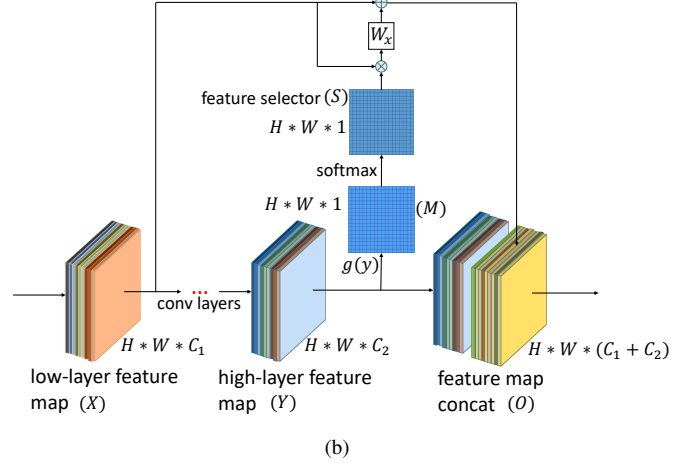 W_x
feature selector (S)
H ∗ W ∗ 1
softmax
H ∗ W ∗ 1
(M)
g(y)
...
conv layers
H ∗ W ∗ C_1
H ∗ W ∗ C_2
H ∗ W ∗ (C_1 + C_2)
low-layer feature
map (X)
high-layer feature
map (Y)
feature map
concat (O)
(b)